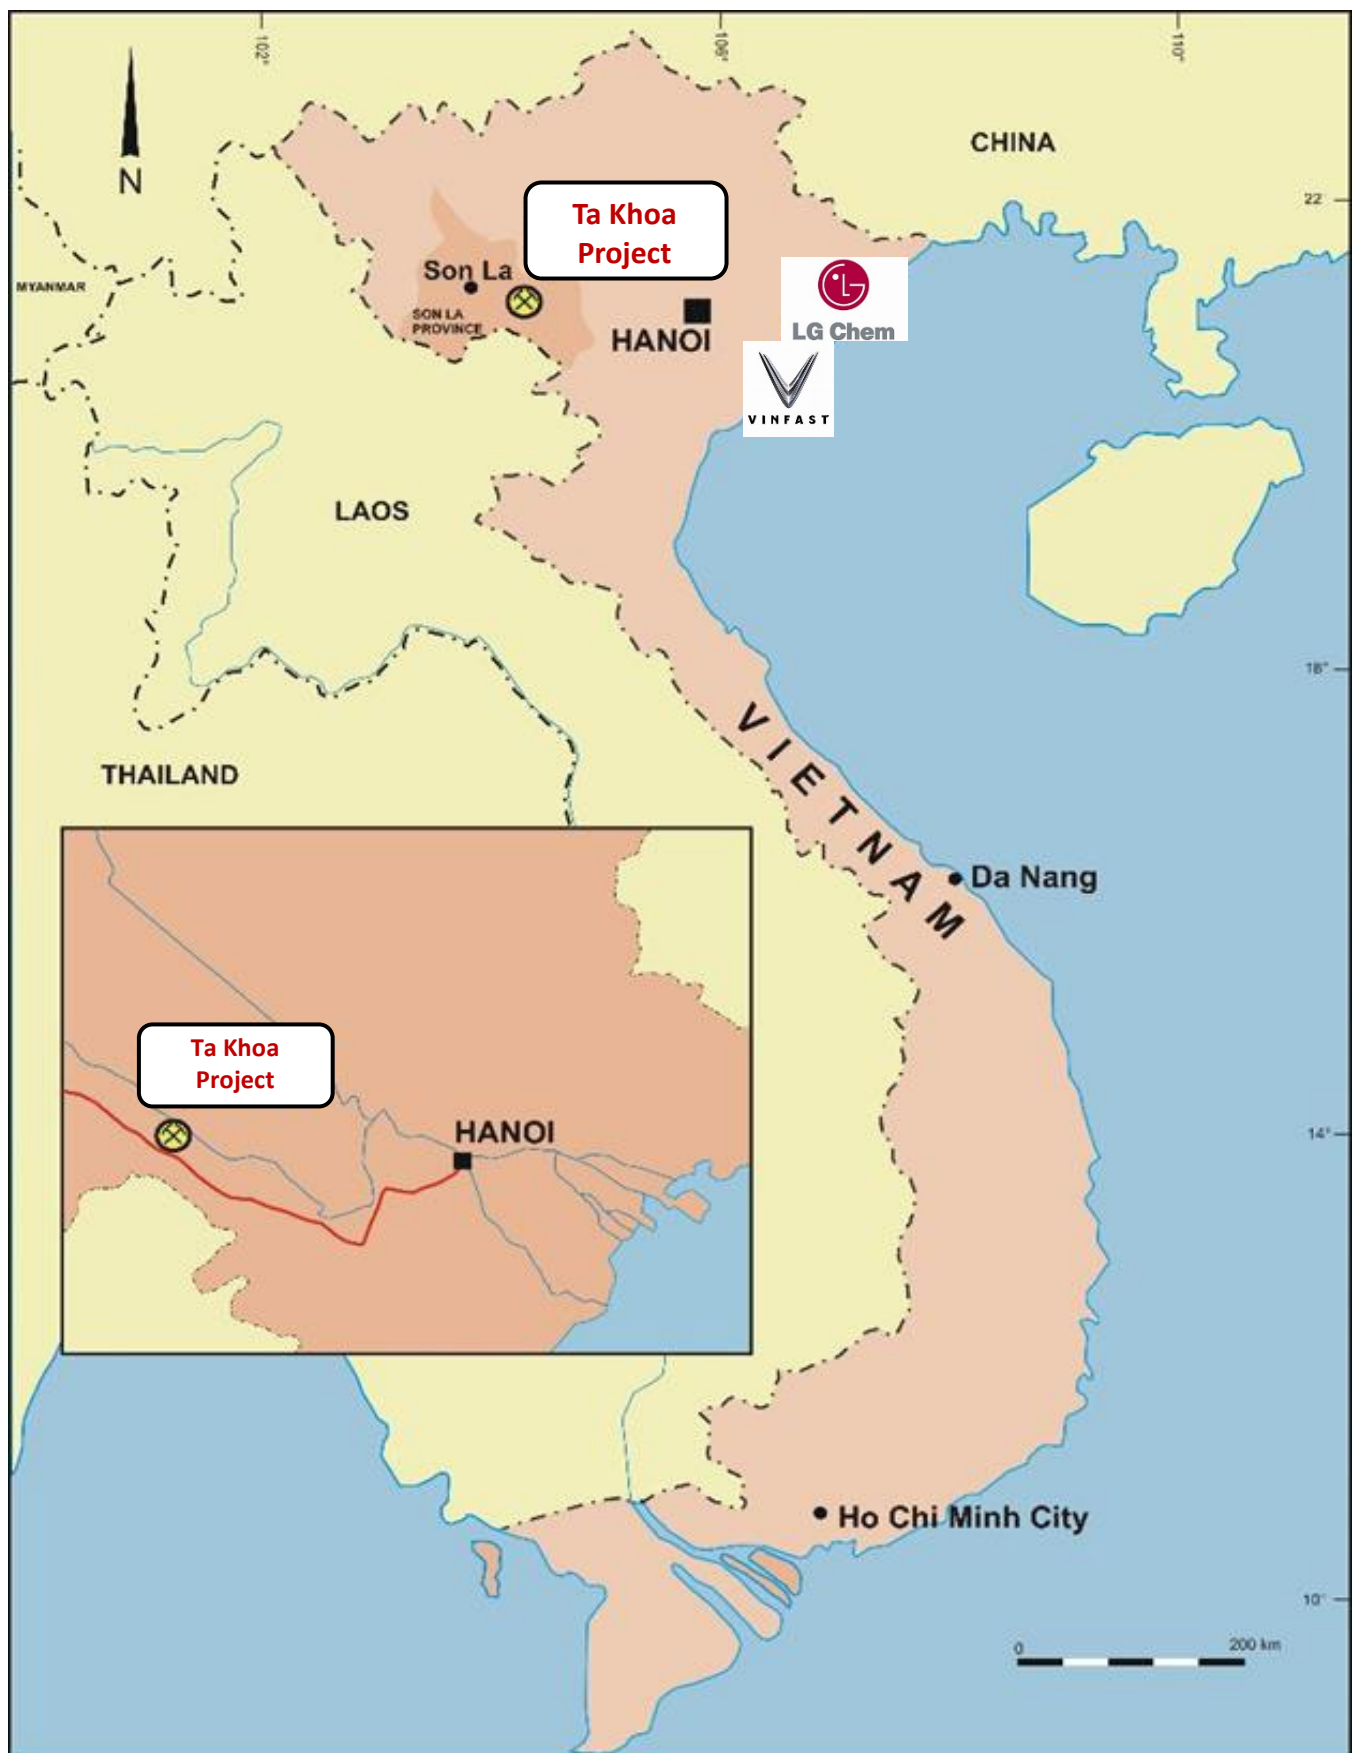 102°
106°
110°
N
CHINA
22
Ta Khoa
Project
Son La
MYANMAR
SON LA
PROVINCE
HANOI
LG
LG Chem
VINFAST
LAOS
18°
VIETNAM
THAILAND
Da Nang
Ta Khoa
Project
HANOI
14°
Ho Chi Minh City
10°
0
200 km